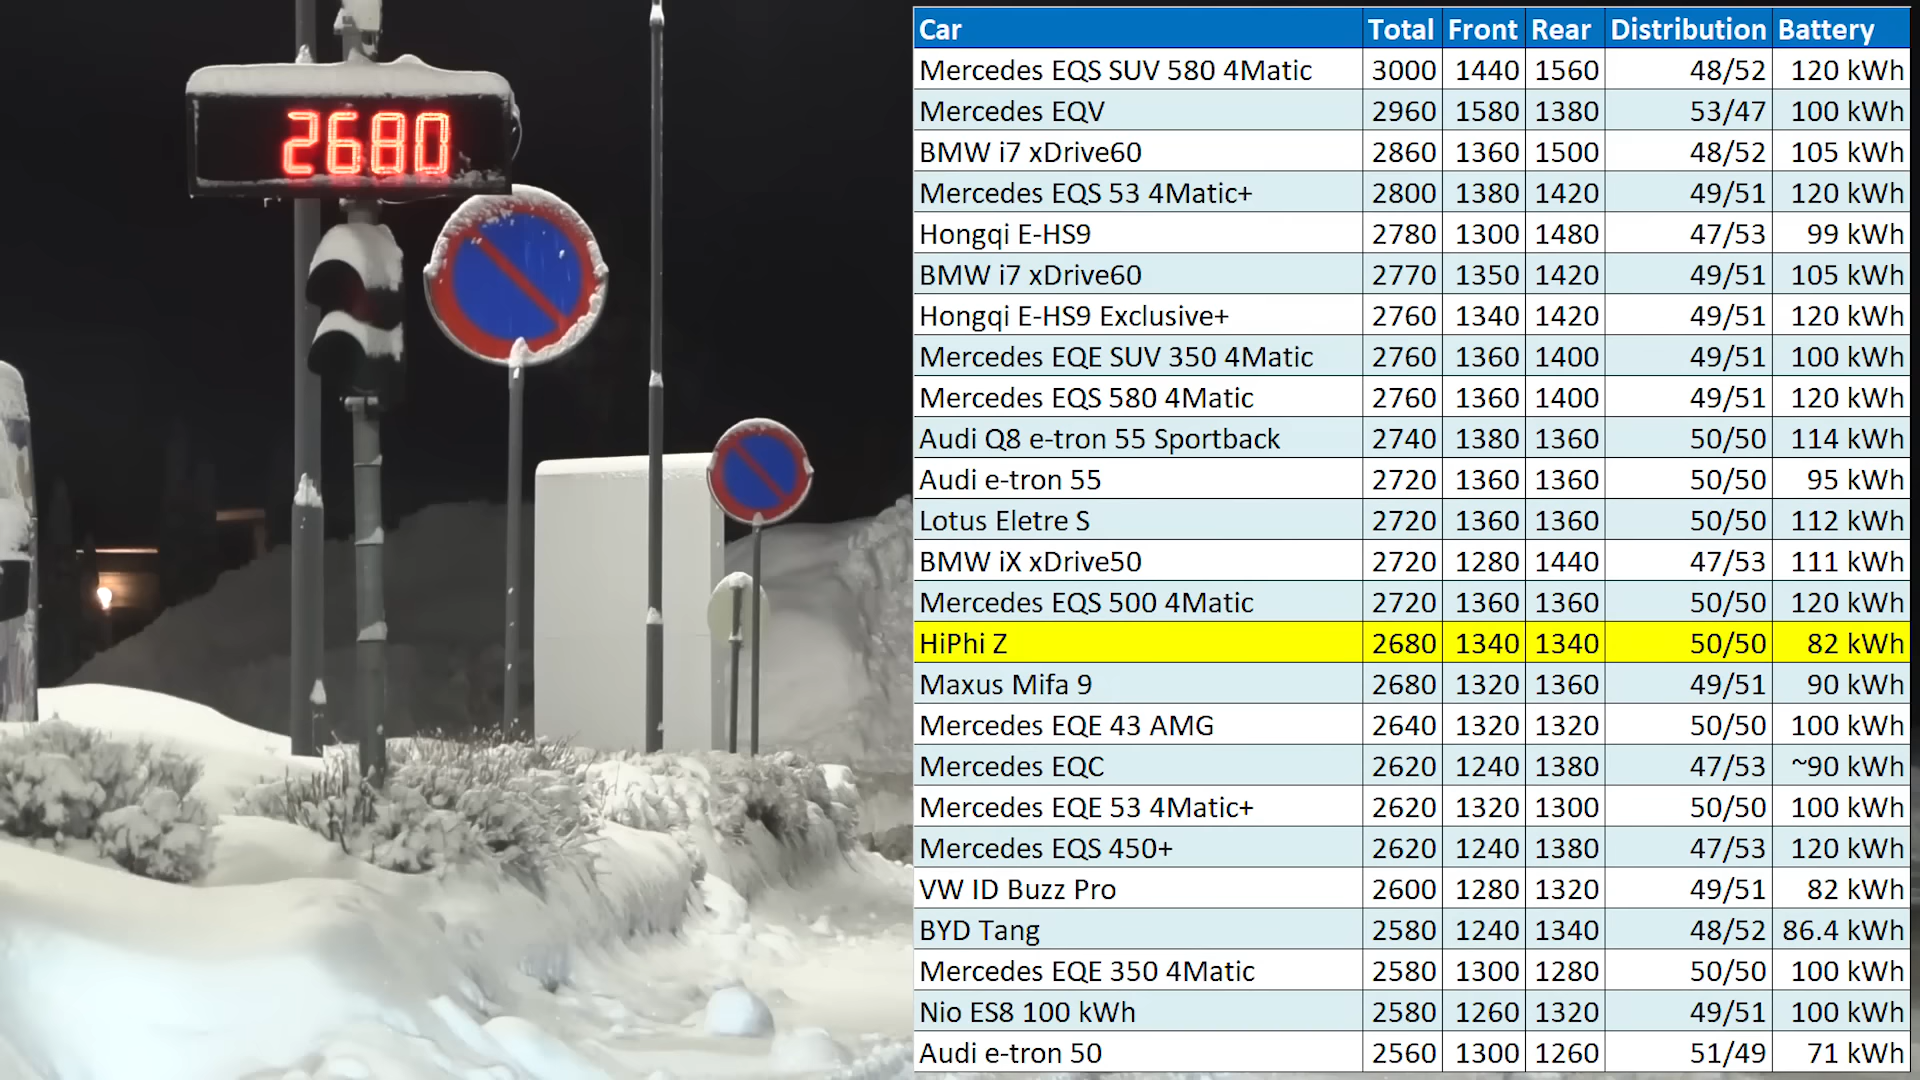 2680
Car Total Front Rear Distribution Battery
Mercedes EQS SUV 580 4Matic 3000 1440 1560 48/52 120 kWh
Mercedes EQV 2960 1580 1380 53/47 100 kWh
BMW i7 xDrive60 2860 1360 1500 48/52 105 kWh
Mercedes EQS 53 4Matic+ 2800 1380 1420 49/51 120 kWh
Hongqi E-HS9 2780 1300 1480 47/53 99 kWh
BMW i7 xDrive60 2770 1350 1420 49/51 105 kWh
Hongqi E-HS9 Exclusive+ 2760 1340 1420 49/51 120 kWh
Mercedes EQE SUV 350 4Matic 2760 1360 1400 49/51 100 kWh
Mercedes EQS 580 4Matic 2760 1360 1400 49/51 120 kWh
Audi Q8 e-tron 55 Sportback 2740 1380 1360 50/50 114 kWh
Audi e-tron 55 2720 1360 1360 50/50 95 kWh
Lotus Eletre S 2720 1360 1360 50/50 112 kWh
BMW iX xDrive50 2720 1280 1440 47/53 111 kWh
Mercedes EQS 500 4Matic 2720 1360 1360 50/50 120 kWh
HiPhi Z 2680 1340 1340 50/50 82 kWh
Maxus Mifa 9 2680 1320 1360 49/51 90 kWh
Mercedes EQE 43 AMG 2640 1320 1320 50/50 100 kWh
Mercedes EQC 2620 1240 1380 47/53 ~90 kWh
Mercedes EQE 53 4Matic+ 2620 1320 1300 50/50 100 kWh
Mercedes EQS 450+ 2620 1240 1380 47/53 120 kWh
VW ID Buzz Pro 2600 1280 1320 49/51 82 kWh
BYD Tang 2580 1240 1340 48/52 86.4 kWh
Mercedes EQE 350 4Matic 2580 1300 1280 50/50 100 kWh
Nio ES8 100 kWh 2580 1260 1320 49/51 100 kWh
Audi e-tron 50 2560 1300 1260 51/49 71 kWh